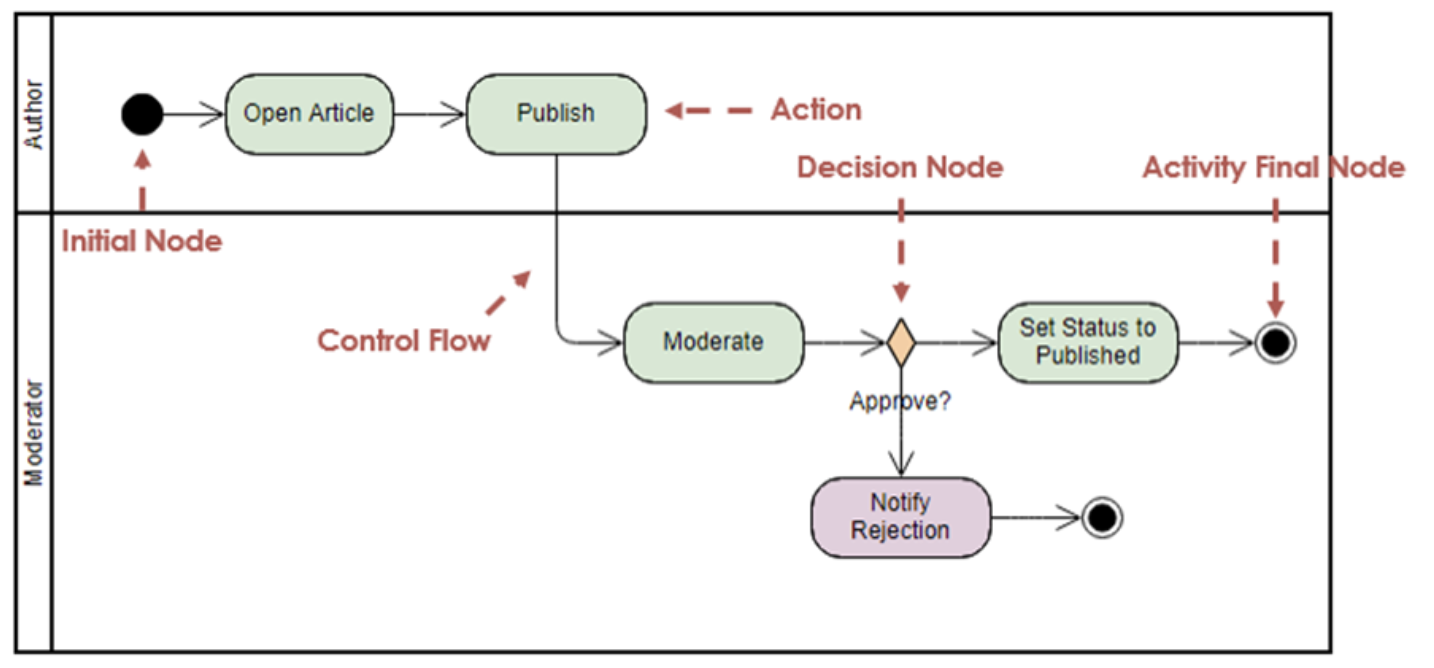 Author
Open Article
Publish
Action
Decision Node
Activity Final Node
Initial Node
Control Flow
Moderator
Moderate
Set Status to
Published
Approve?
Notify
Rejection